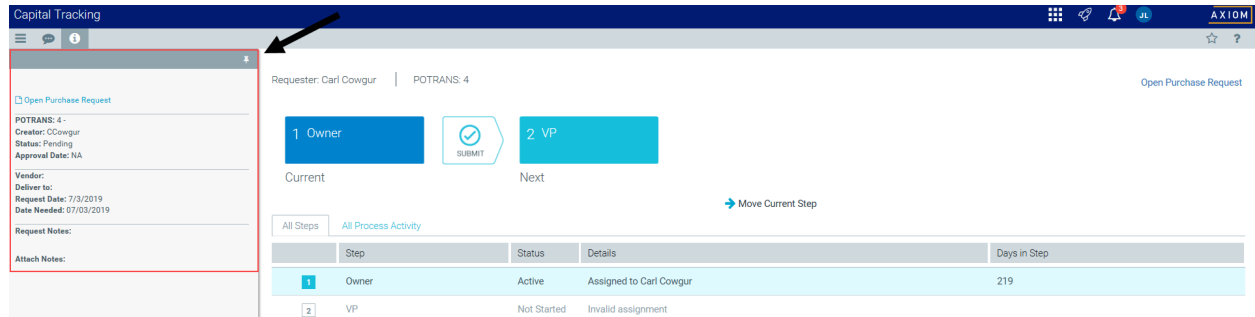 Capital Tracking
3
JL
AXIOM
?
Open Purchase Request
POTRANS: 4 -
Creator: CCowgur
Status: Pending
Approval Date: NA
Vendor:
Deliver to:
Request Date: 7/3/2019
Date Needed: 07/03/2019
Request Notes:
Attach Notes:
Requester: Carl Cowgur | POTRANS: 4
Open Purchase Request
1 Owner
SUBMIT
2 VP
Current
Next
Move Current Step
All Steps
All Process Activity
Step Status Details Days in Step
1 Owner Active Assigned to Carl Cowgur 219
2 VP Not Started Invalid assignment